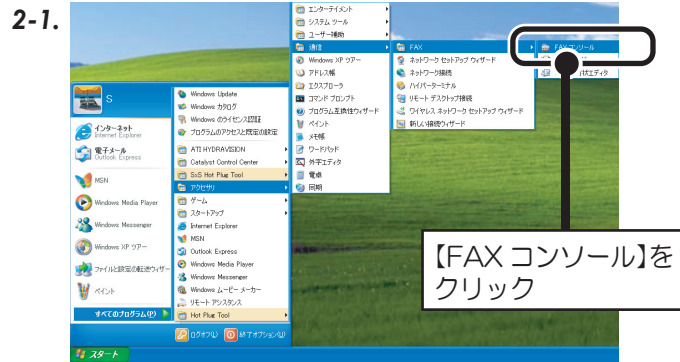 2-1.
S
インターネット
Internet Explorer
電子メール
Outlook Express
MSN
Windows Media Player
Windows Messenger
Windows XP ツアー
ファイルと設定の転送ウィザー
ペイント
すべてのプログラム(P)
Windows Update
Windows カタログ
Windows のライセンス認証
プログラムのアクセスと既定の設定
ATI HYDRAVISION
Catalyst Control Center
SxS Hot Plug Tool
アクセサリ
ゲーム
スタートアップ
Internet Explorer
MSN
Outlook Express
Windows Media Player
Windows Messenger
Windows ムービー メーカー
リモート アシスタンス
Hot Plug Tool
ログオフ(L)
終了オプション(U)
スタート
エンターテイメント
システム ツール
ユーザー補助
通信
Windows XP ツアー
アドレス帳
エクスプローラ
コマンド プロンプト
プログラム互換性ウィザード
ペイント
メモ帳
ワードパッド
外字エディタ
電卓
同期
FAX
ネットワーク セットアップ ウィザード
ネットワーク接続
ハイパーターミナル
リモート デスクトップ接続
ワイヤレス ネットワーク セットアップ ウィザード
新しい接続ウィザード
FAX コンソール
状エディタ
【FAX コンソール】を
クリック